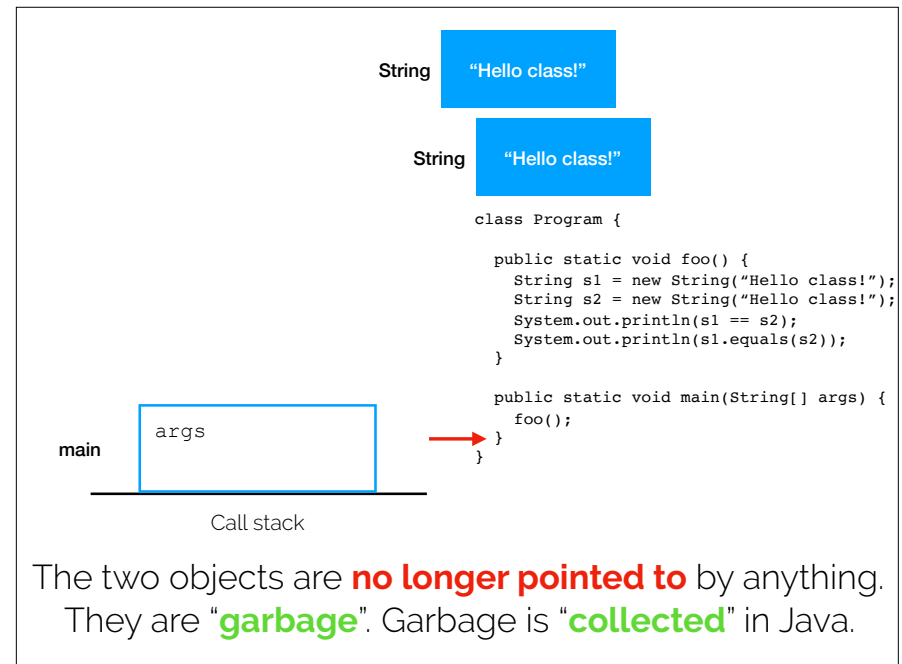 String “Hello class!”
String “Hello class!”
class Program {
public static void foo() {
String s1 = new String(“Hello class!”);
String s2 = new String(“Hello class!”);
System.out.println(s1 == s2);
System.out.println(s1.equals(s2));
}
public static void main(String[] args) {
foo();
}
}
main
args
Call stack
The two objects are no longer pointed to by anything.
They are “garbage”. Garbage is “collected” in Java.